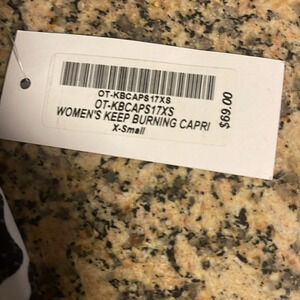 OT-KBCAPS17XS
OT-KBCAPS17XS
WOMEN'S KEEP BURNING CAPRI
X-Small
$69.00